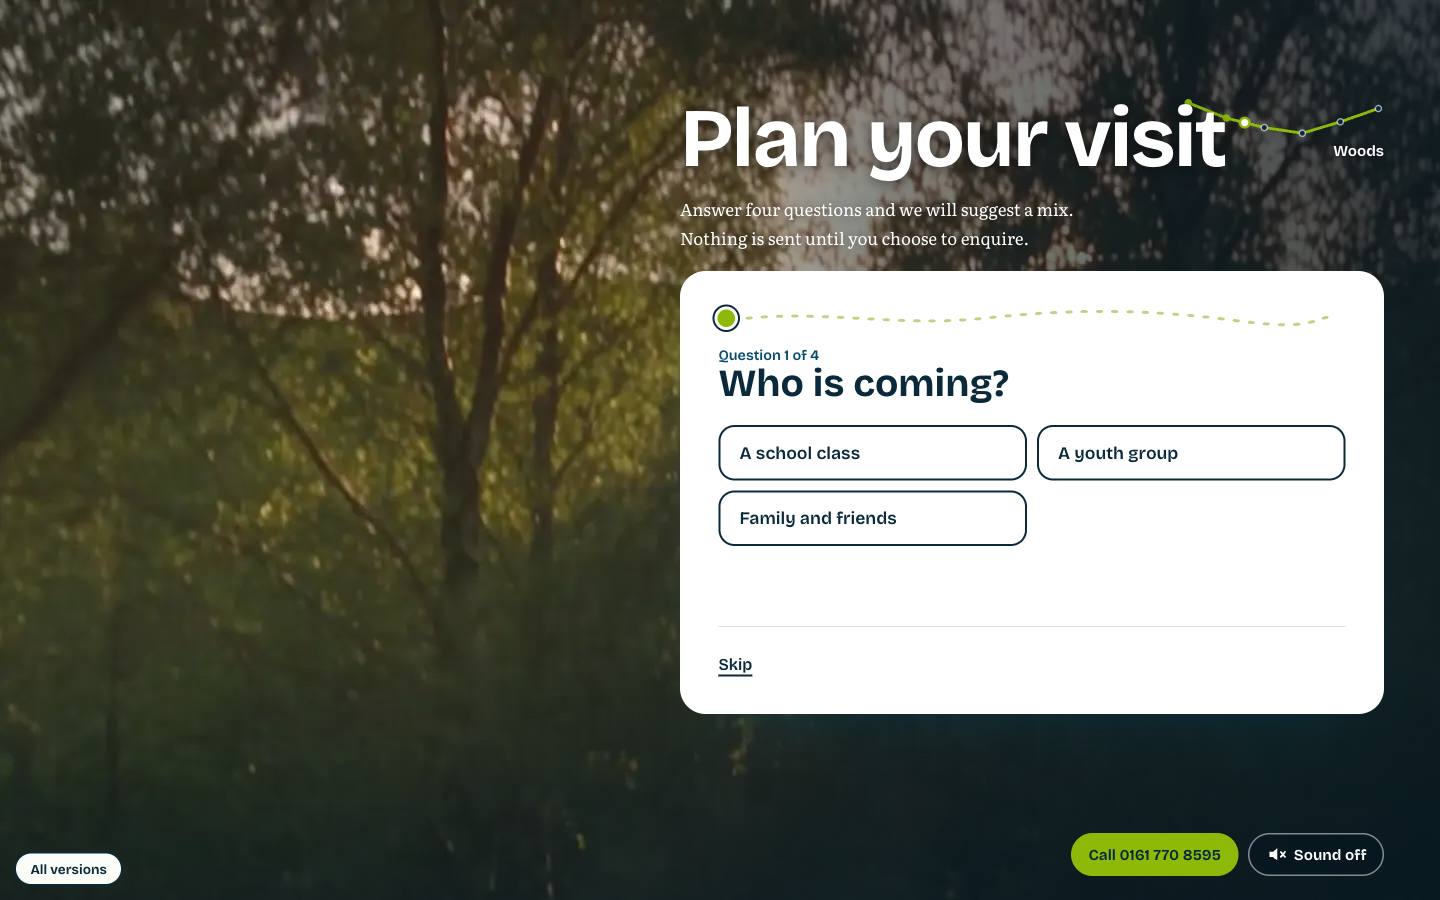 Plan your visit
Woods
Answer four questions and we will suggest a mix.
Nothing is sent until you choose to enquire.
Question 1 of 4
Who is coming?
A school class
A youth group
Family and friends
Skip
All versions
Call 0161 770 8595
Sound off